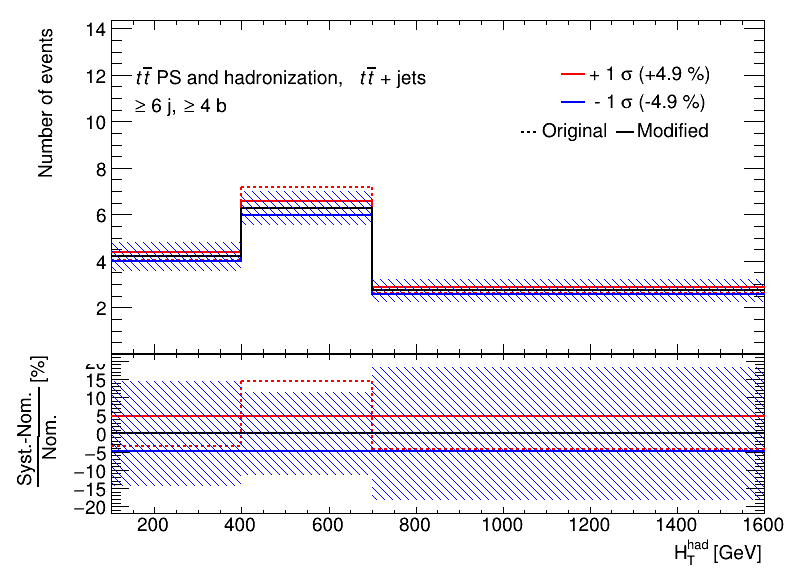 Number of events
14
12
10
8
6
4
2
tt̅ PS and hadronization, tt̅ + jets
≥ 6 j, ≥ 4 b
+ 1 σ (+4.9 %)
- 1 σ (-4.9 %)
Original Modified
Syst.-Nom.
Nom.
[%]
20
15
10
5
0
−5
−10
−15
−20
200 400 600 800 1000 1200 1400 1600
H_T^had [GeV]